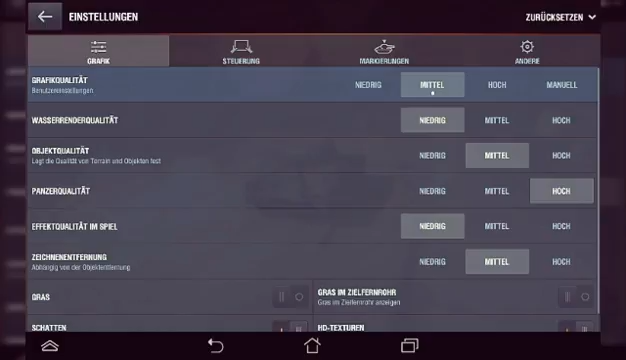 EINSTELLUNGEN
ZURÜCKSETZEN
GRAFIK
STEUERUNG
MARKIERUNGEN
ANDERE
GRAFIKQUALITÄT
Benutzereinstellungen.
NIEDRIG MITTEL HOCH MANUELL
WASSERRENDERQUALITÄT
NIEDRIG MITTEL HOCH
OBJEKTQUALITÄT
Legt die Qualität von Terrain und Objekten fest
NIEDRIG MITTEL HOCH
PANZERQUALITÄT
NIEDRIG MITTEL HOCH
EFFEKTQUALITÄT IM SPIEL
NIEDRIG MITTEL HOCH
ZEICHENENTFERNUNG
Abhängig von der Objektentfernung
NIEDRIG MITTEL HOCH
GRAS
GRAS IM ZIELFERNROHR
Gras im Zielfernrohr anzeigen
SCHATTEN
HD-TEXTUREN